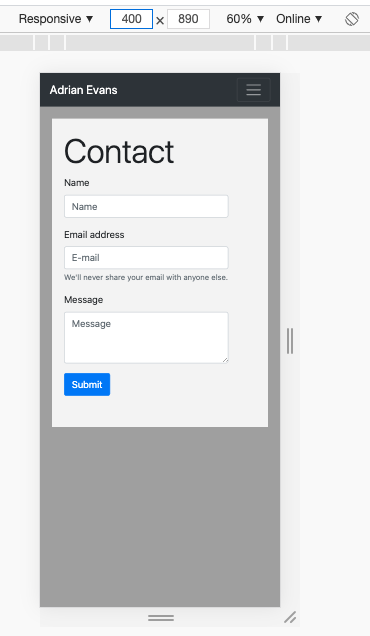 Responsive ▼ 400 × 890 60% ▼ Online ▼
Adrian Evans
Contact
Name
Name
Email address
E-mail
We'll never share your email with anyone else.
Message
Message
Submit